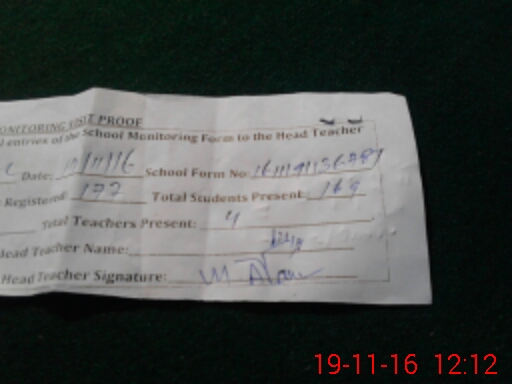 MONITORING VISIT PROOF
entries of the School Monitoring Form to the Head Teacher
Date: 19/11/16 School Form No:
Registered: 177 Total Students Present: 169
Total Teachers Present: 4
Head Teacher Name:
Head Teacher Signature:
19-11-16 12:12